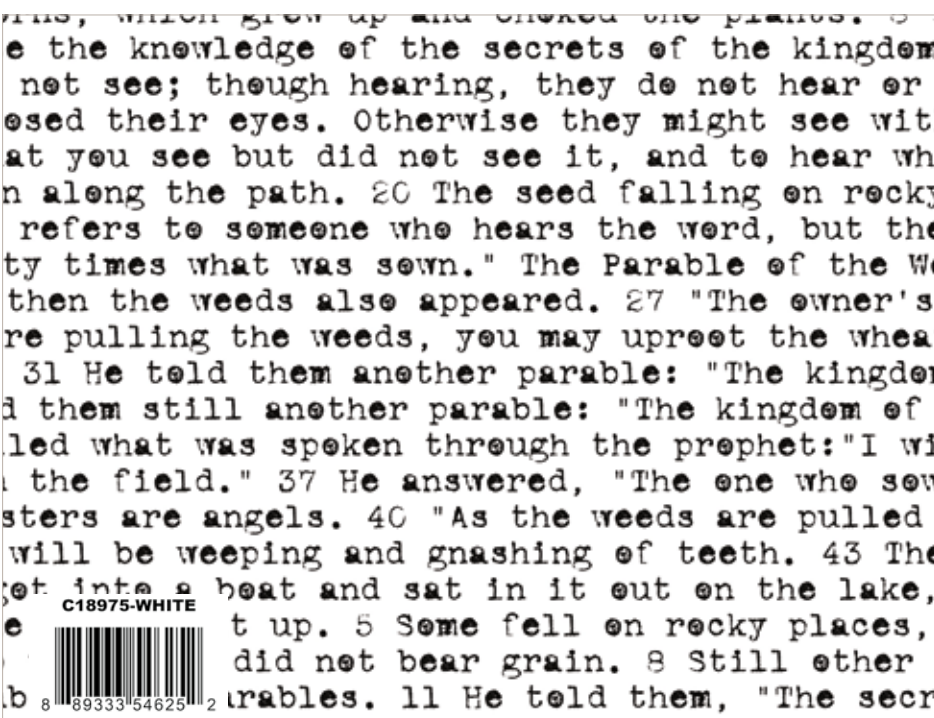 which grew up and choked the plants.
e the knowledge of the secrets of the kingdom
not see; though hearing, they do not hear or
osed their eyes. Otherwise they might see wit
at you see but did not see it, and to hear wh
n along the path. 20 The seed falling on rocky
refers to someone who hears the word, but the
ty times what was sown." The Parable of the We
then the weeds also appeared. 27 "The owner's
re pulling the weeds, you may uproot the whea
31 He told them another parable: "The kingdom
d them still another parable: "The kingdom of
lled what was spoken through the prophet:"I wi
the field." 37 He answered, "The one who sow
sters are angels. 40 "As the weeds are pulled
will be weeping and gnashing of teeth. 43 The
got into a boat and sat in it out on the lake,
C18975-WHITE
e t up. 5 Some fell on rocky places,
did not bear grain. 8 Still other
b rables. 11 He told them, "The secr
8 89333 54625 2